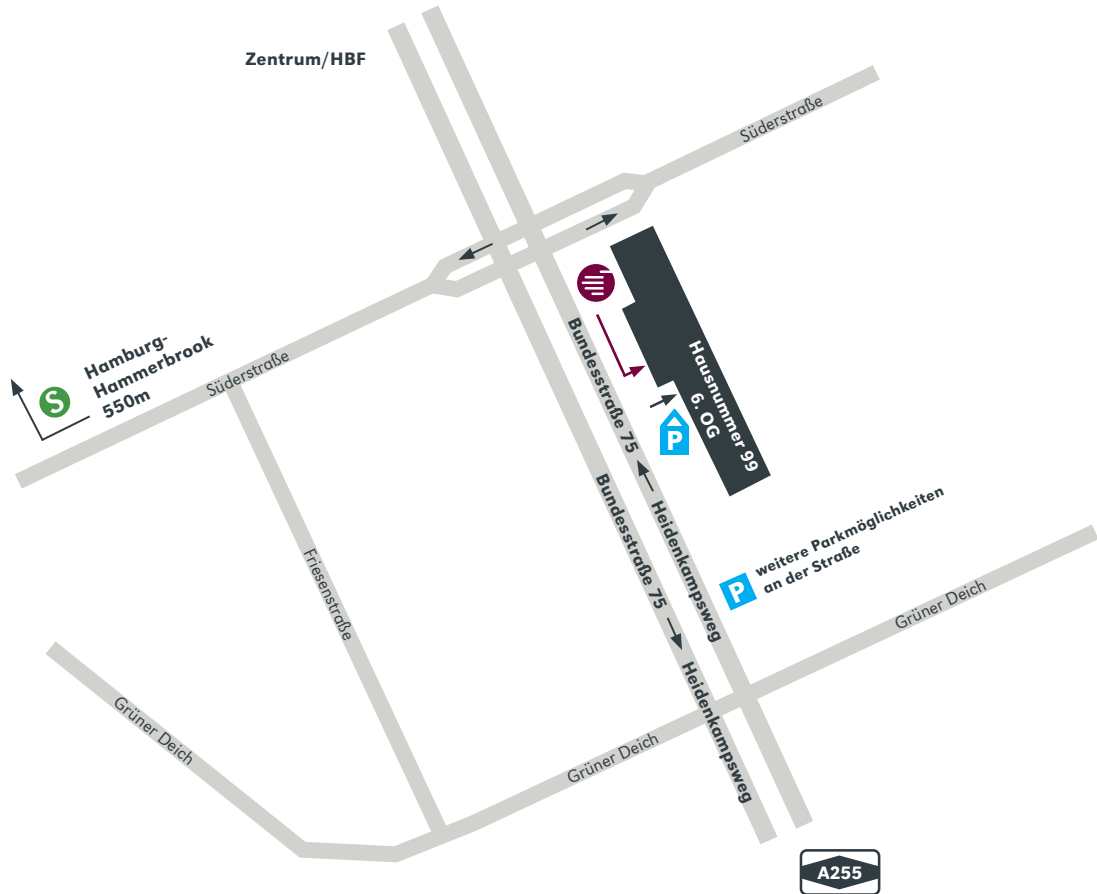 Zentrum/HBF
Süderstraße
Hamburg-
Hammerbrook
550m
S
Süderstraße
Bundesstraße 75
Hausnummer 99
6. OG
P
Bundesstraße 75
Heidenkampsweg
weitere Parkmöglichkeiten
an der Straße
P
Friesenstraße
Grüner Deich
Grüner Deich
Heidenkampsweg
Grüner Deich
A255